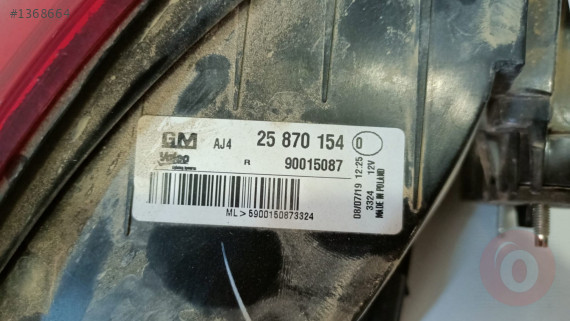 #1368664
GM AJ4 25 870 154 D
Valeo R 90015087
ML>5900150873324
08/07/19 12:25
3324 12V
MADE IN POLAND